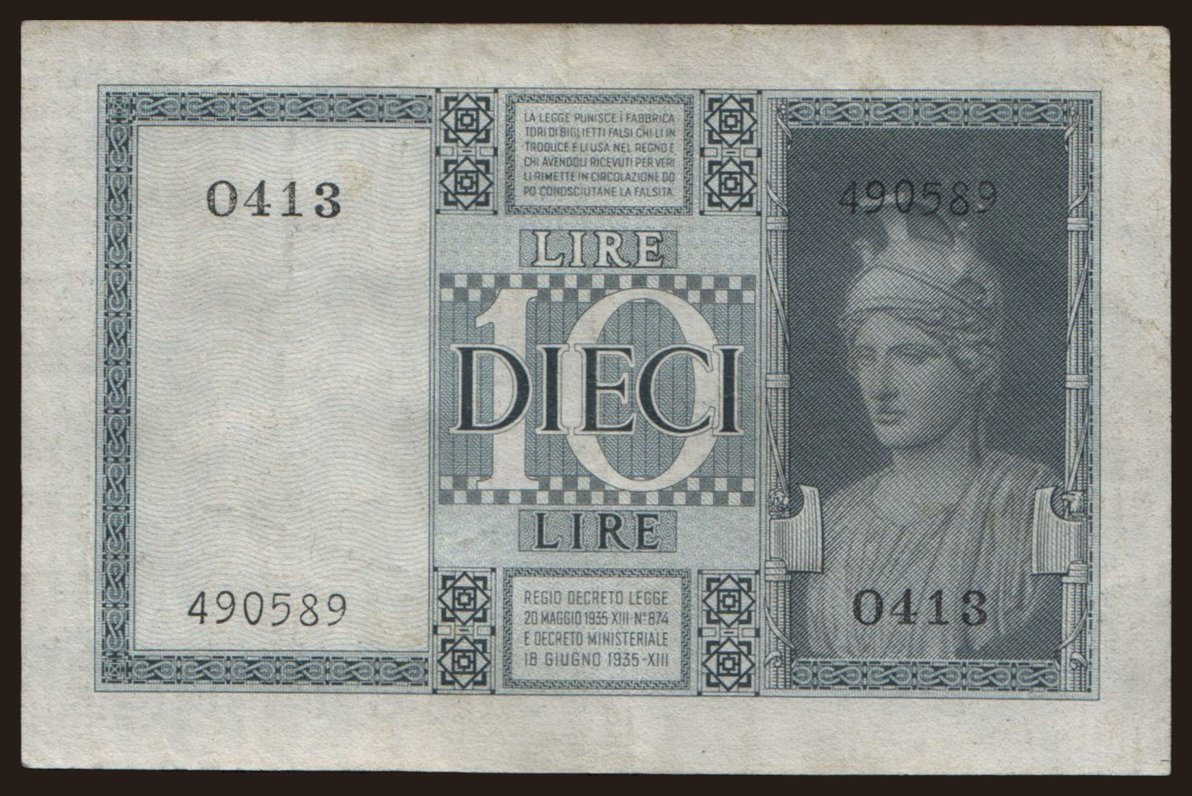 0413
490589
LA LEGGE PUNISCE I FABBRICA
TORI DI BIGLIETTI FALSI CHI LI IN
TRODUCE E LI USA NEL REGNO E
CHI AVENDOLI RICEVUTI PER VERI
LI RIMETTE IN CIRCOLAZIONE DO
PO CONOSCIUTANE LA FALSITA
LIRE
10
DIECI
LIRE
REGIO DECRETO LEGGE
20 MAGGIO 1935-XIII-N° 874
E DECRETO MINISTERIALE
18 GIUGNO 1935-XIII
490589
0413